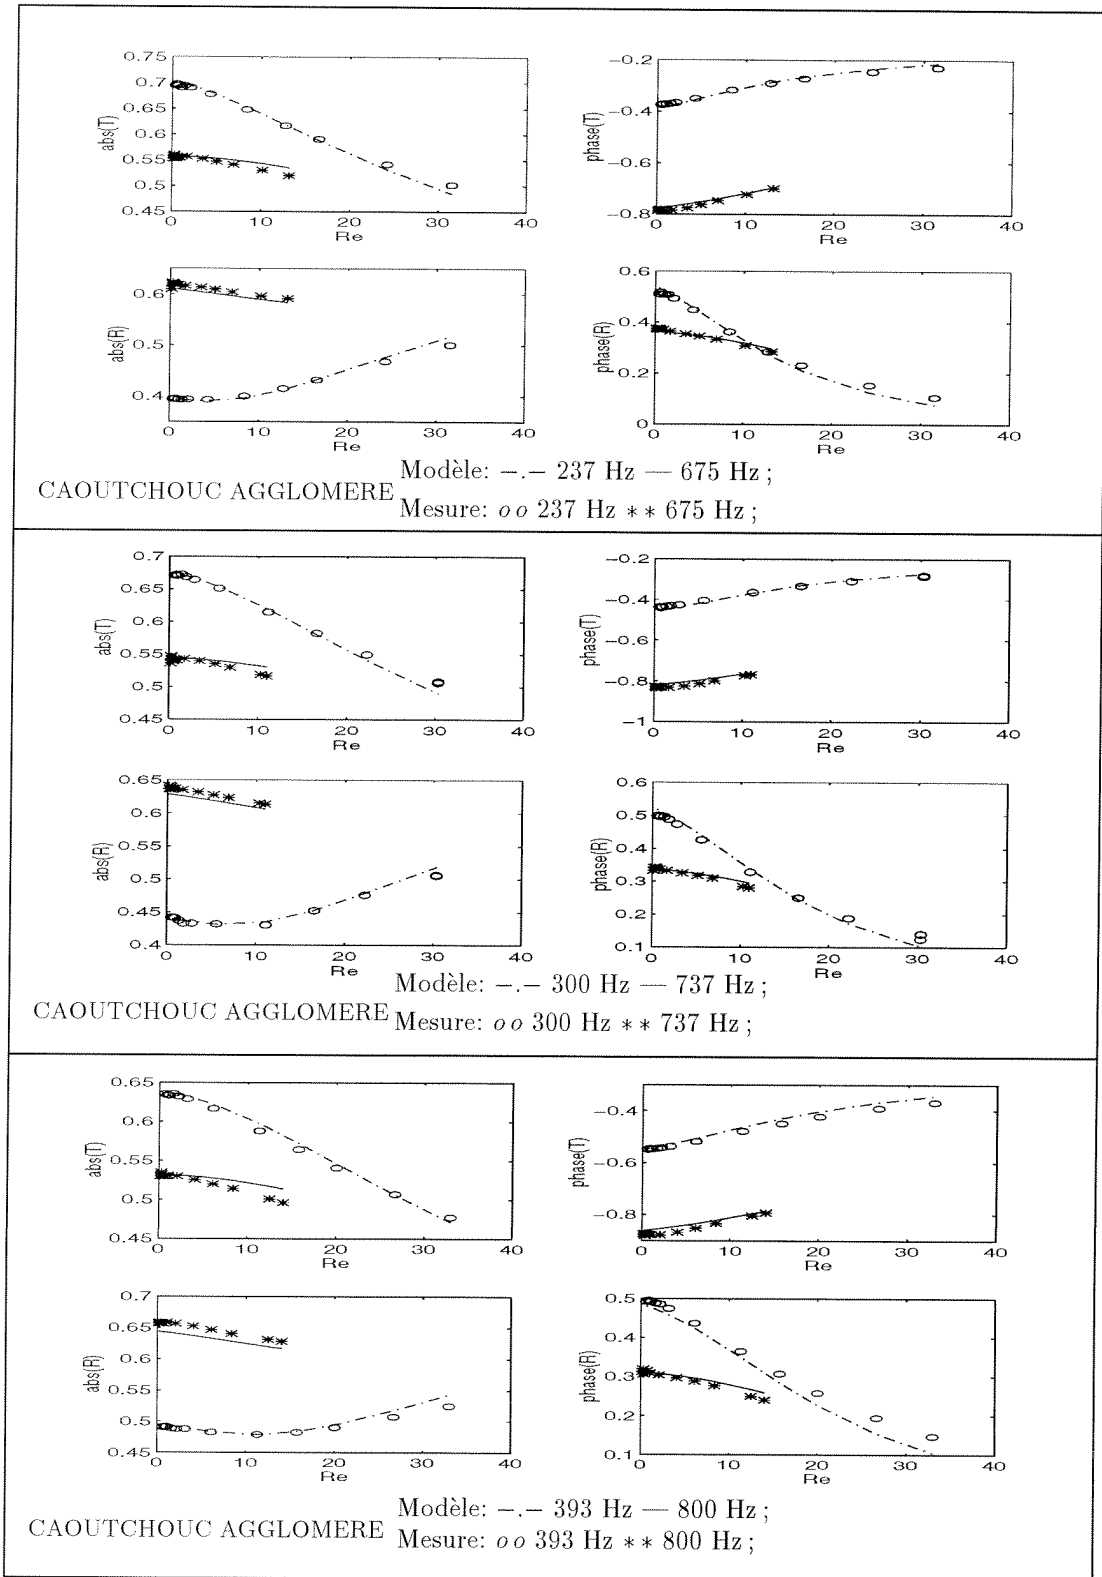 0.75
0.7
0.65
0.6
0.55
0.5
0.45
abs(T)
0 10 20 30 40
Re
−0.2
−0.4
−0.6
−0.8
phase(T)
0 10 20 30 40
Re
0.6
0.5
0.4
abs(R)
0 10 20 30 40
Re
0.6
0.4
0.2
0
phase(R)
0 10 20 30 40
Re
Modèle: −.− 237 Hz — 675 Hz ;
CAOUTCHOUC AGGLOMERE
Mesure: o o 237 Hz * * 675 Hz ;
0.7
0.65
0.6
0.55
0.5
0.45
abs(T)
0 10 20 30 40
Re
−0.2
−0.4
−0.6
−0.8
−1
phase(T)
0 10 20 30 40
Re
0.65
0.6
0.55
0.5
0.45
0.4
abs(R)
0 10 20 30 40
Re
0.6
0.5
0.4
0.3
0.2
0.1
phase(R)
0 10 20 30 40
Re
Modèle: −.− 300 Hz — 737 Hz ;
CAOUTCHOUC AGGLOMERE
Mesure: o o 300 Hz * * 737 Hz ;
0.65
0.6
0.55
0.5
0.45
abs(T)
0 10 20 30 40
Re
−0.4
−0.6
−0.8
phase(T)
0 10 20 30 40
Re
0.7
0.65
0.6
0.55
0.5
0.45
abs(R)
0 10 20 30 40
Re
0.5
0.4
0.3
0.2
0.1
phase(R)
0 10 20 30 40
Re
Modèle: −.− 393 Hz — 800 Hz ;
CAOUTCHOUC AGGLOMERE
Mesure: o o 393 Hz * * 800 Hz ;